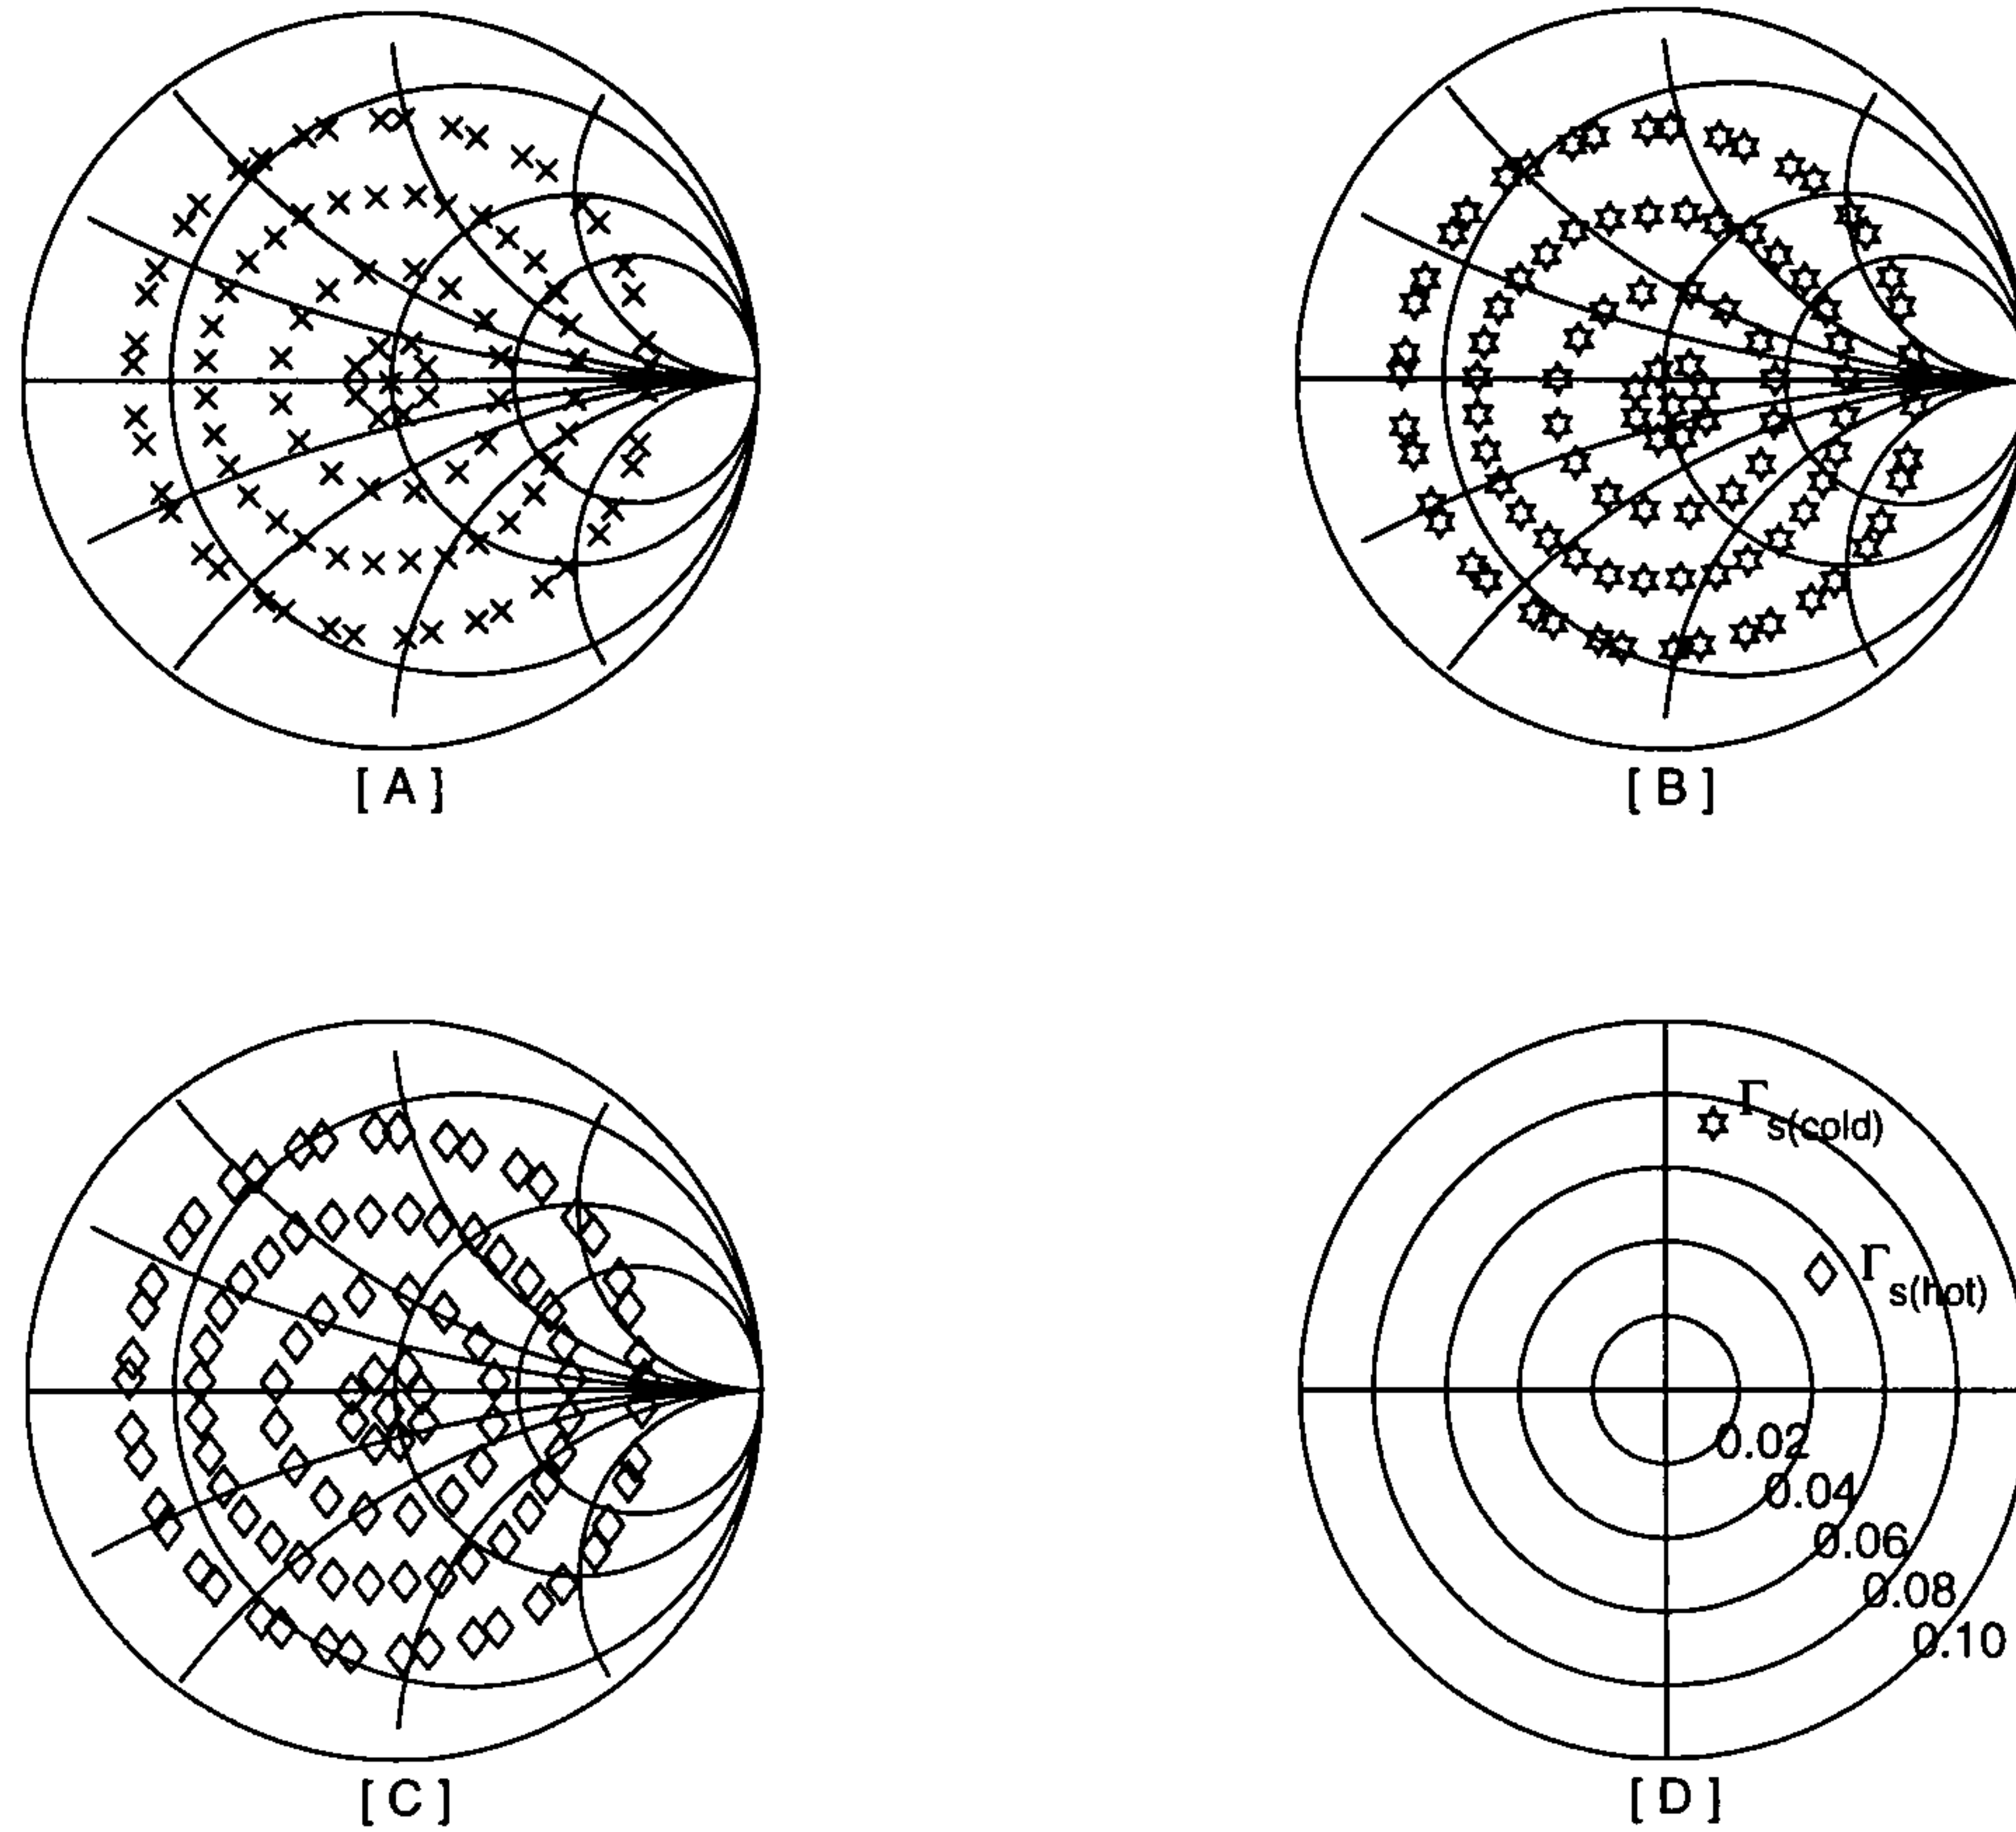 [ A ]
[ B ]
Γs(cold)
Γs(hot)
0.02
0.04
0.06
0.08
0.10
[ C ]
[ D ]